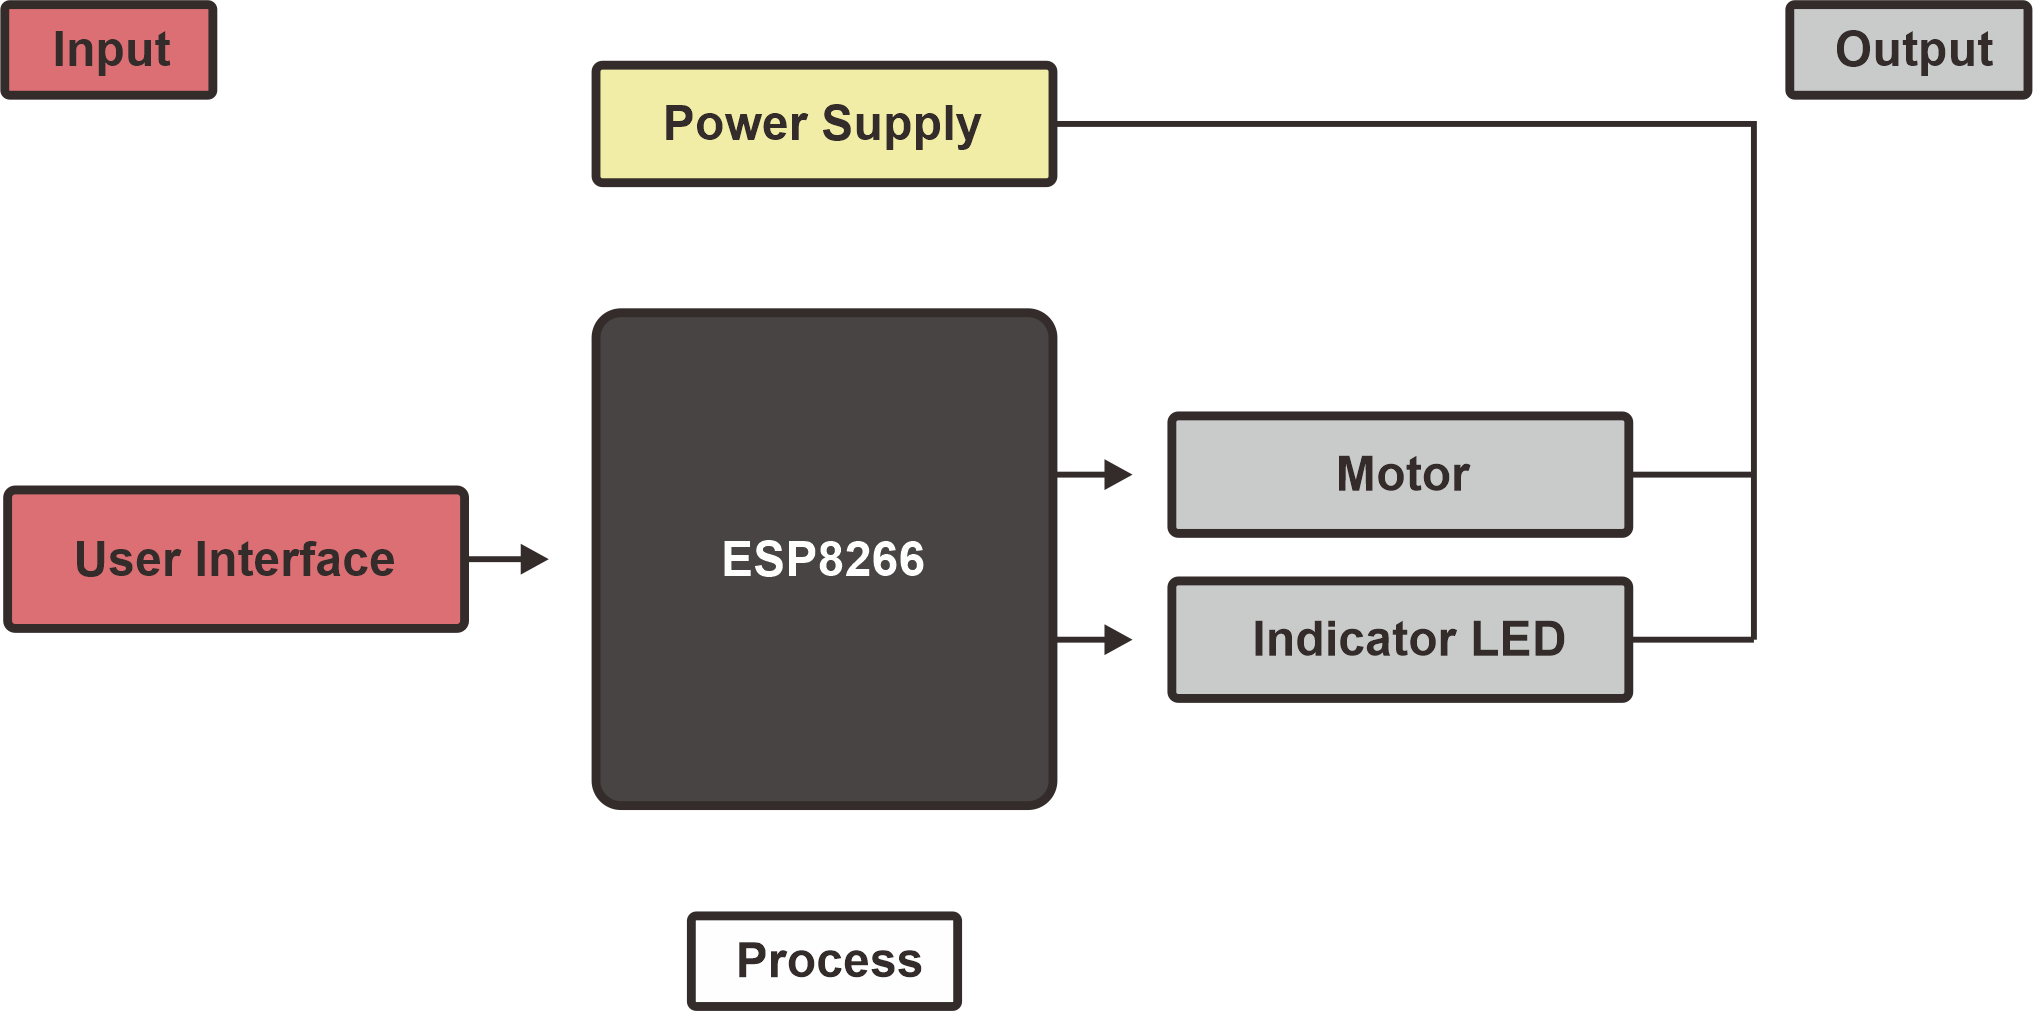 Input
Output
Power Supply
Motor
User Interface
ESP8266
Indicator LED
Process